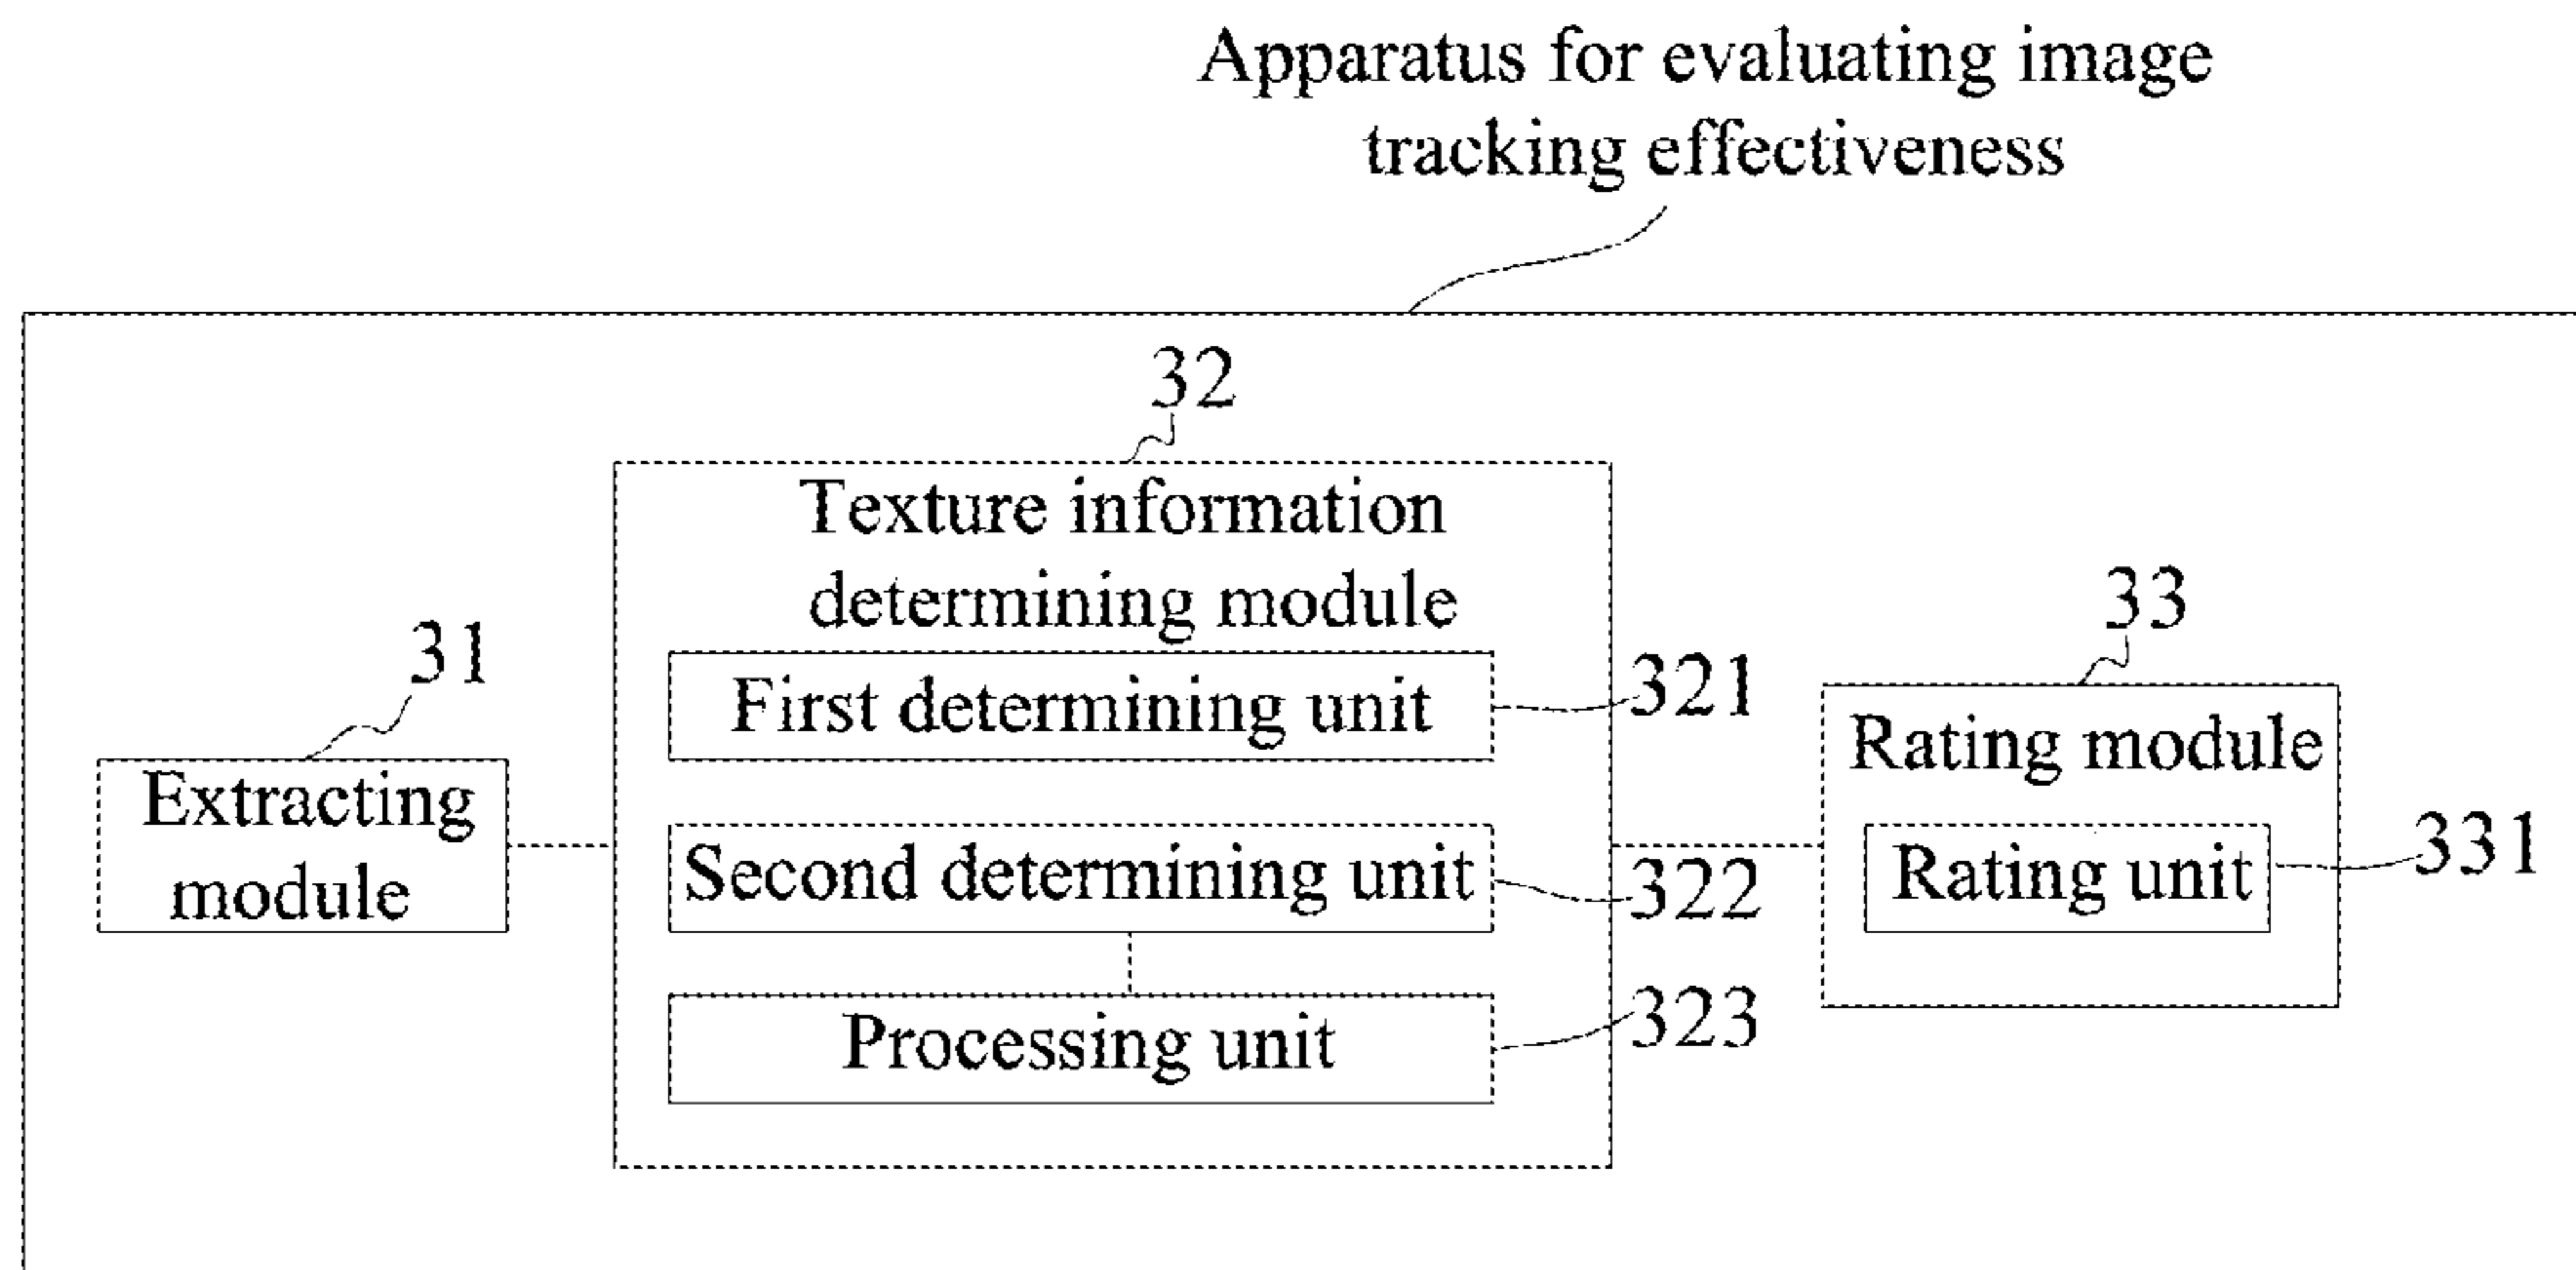 Apparatus for evaluating image
tracking effectiveness
32
Texture information
determining module
31
Extracting
module
First determining unit
321
Second determining unit
322
Processing unit
323
33
Rating module
Rating unit
331